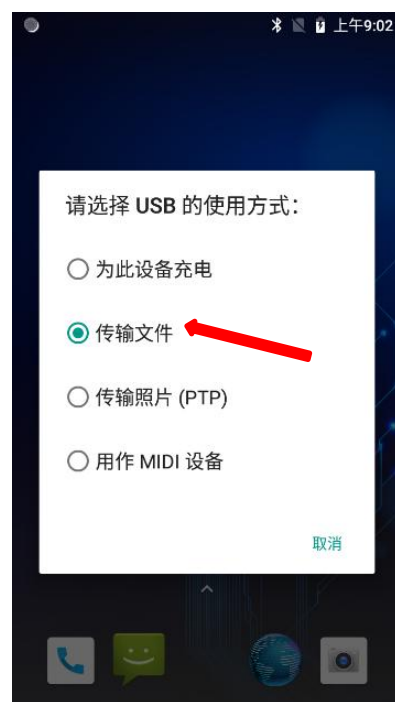 上午9:02
请选择 USB 的使用方式：
为此设备充电
传输文件
传输照片 (PTP)
用作 MIDI 设备
取消